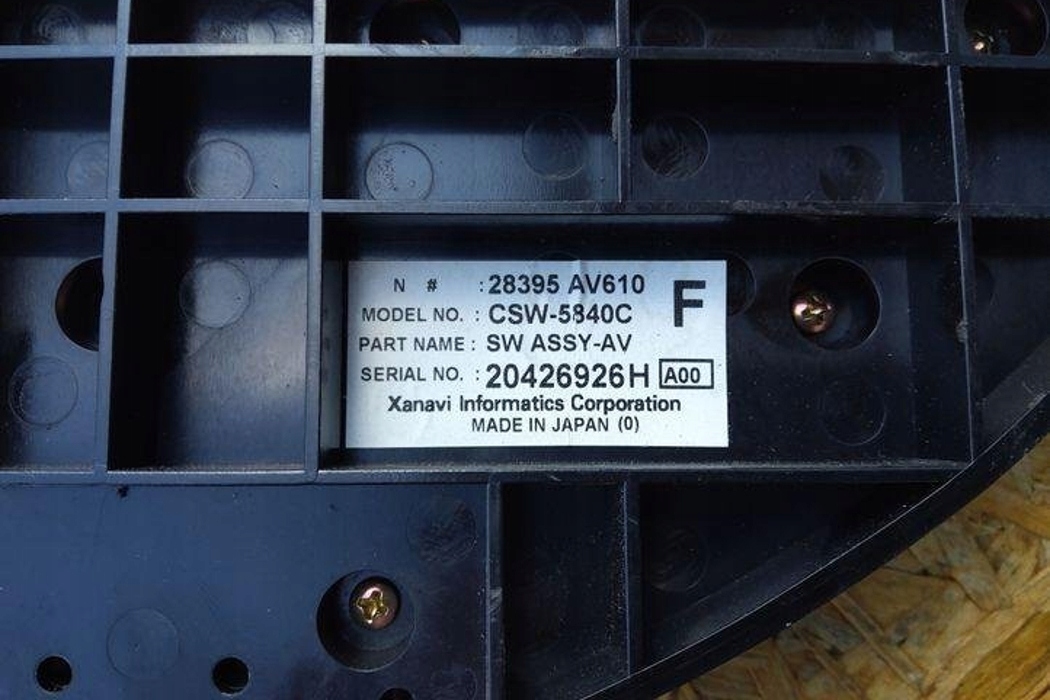 N # : 28395 AV610
F
MODEL NO. : CSW-5840C
PART NAME : SW ASSY-AV
SERIAL NO. : 20426926H A00
Xanavi Informatics Corporation
MADE IN JAPAN (0)